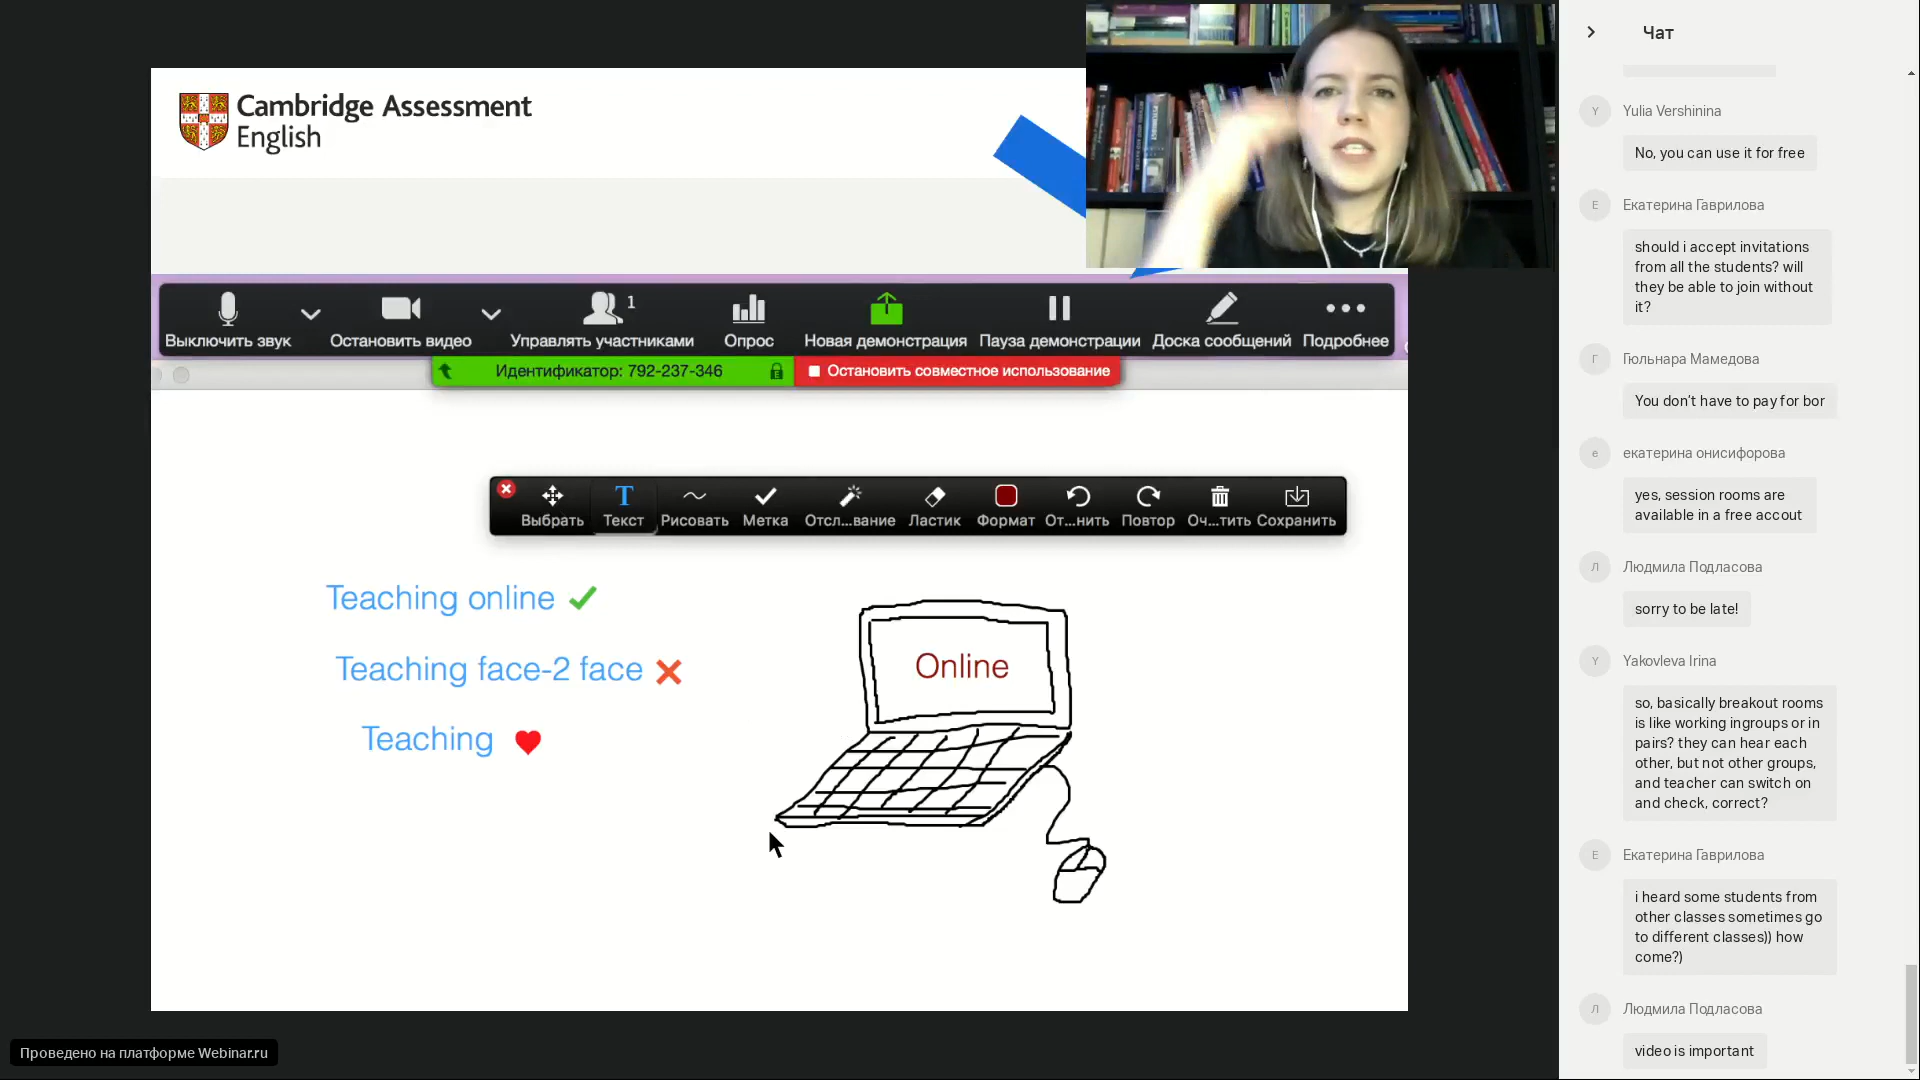 Cambridge Assessment
English
1
Выключить звук
Остановить видео
Управлять участниками
Опрос
Новая демонстрация
Пауза демонстрации
Доска сообщений
Подробнее
Идентификатор: 792-237-346
Остановить совместное использование
Выбрать
T
Текст
Рисовать
Метка
Отсл...вание
Ластик
Формат
От...нить
Повтор
Оч...тить
Сохранить
Teaching online
Teaching face-2 face
Teaching
Online
Проведено на платформе Webinar.ru
Чат
Y
Yulia Vershinina
No, you can use it for free
Е
Екатерина Гаврилова
should i accept invitations
from all the students? will
they be able to join without
it?
Г
Гюльнара Мамедова
You don't have to pay for bor
е
екатерина онисифорова
yes, session rooms are
available in a free accout
Л
Людмила Подласова
sorry to be late!
Y
Yakovleva Irina
so, basically breakout rooms
is like working ingroups or in
pairs? they can hear each
other, but not other groups,
and teacher can switch on
and check, correct?
Е
Екатерина Гаврилова
i heard some students from
other classes sometimes go
to different classes)) how
come?)
Л
Людмила Подласова
video is important